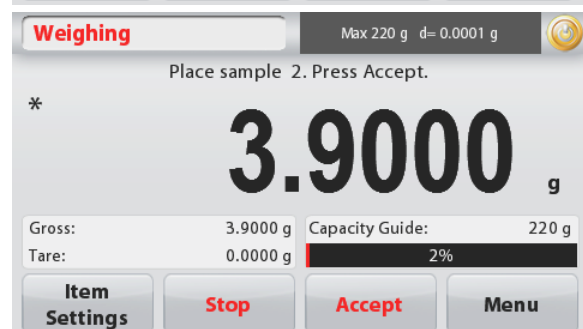 Weighing
Max 220 g d= 0.0001 g
Place sample 2. Press Accept.
*
3.9000 g
Gross: 3.9000 g Capacity Guide: 220 g
Tare: 0.0000 g 2%
Item Settings
Stop
Accept
Menu